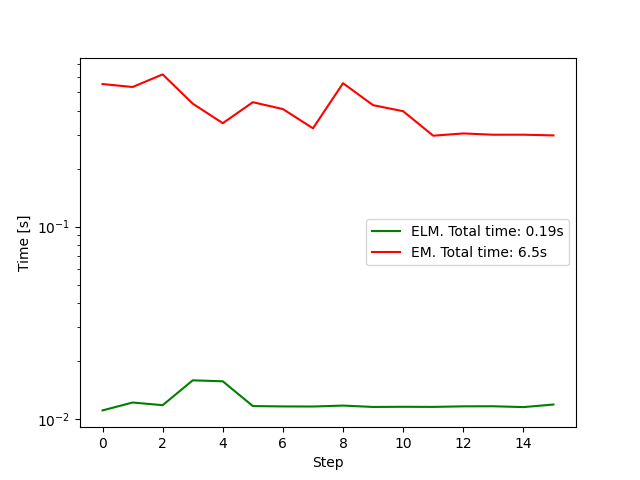 Time [s]
10⁻¹
10⁻²
ELM. Total time: 0.19s
EM. Total time: 6.5s
0 2 4 6 8 10 12 14
Step